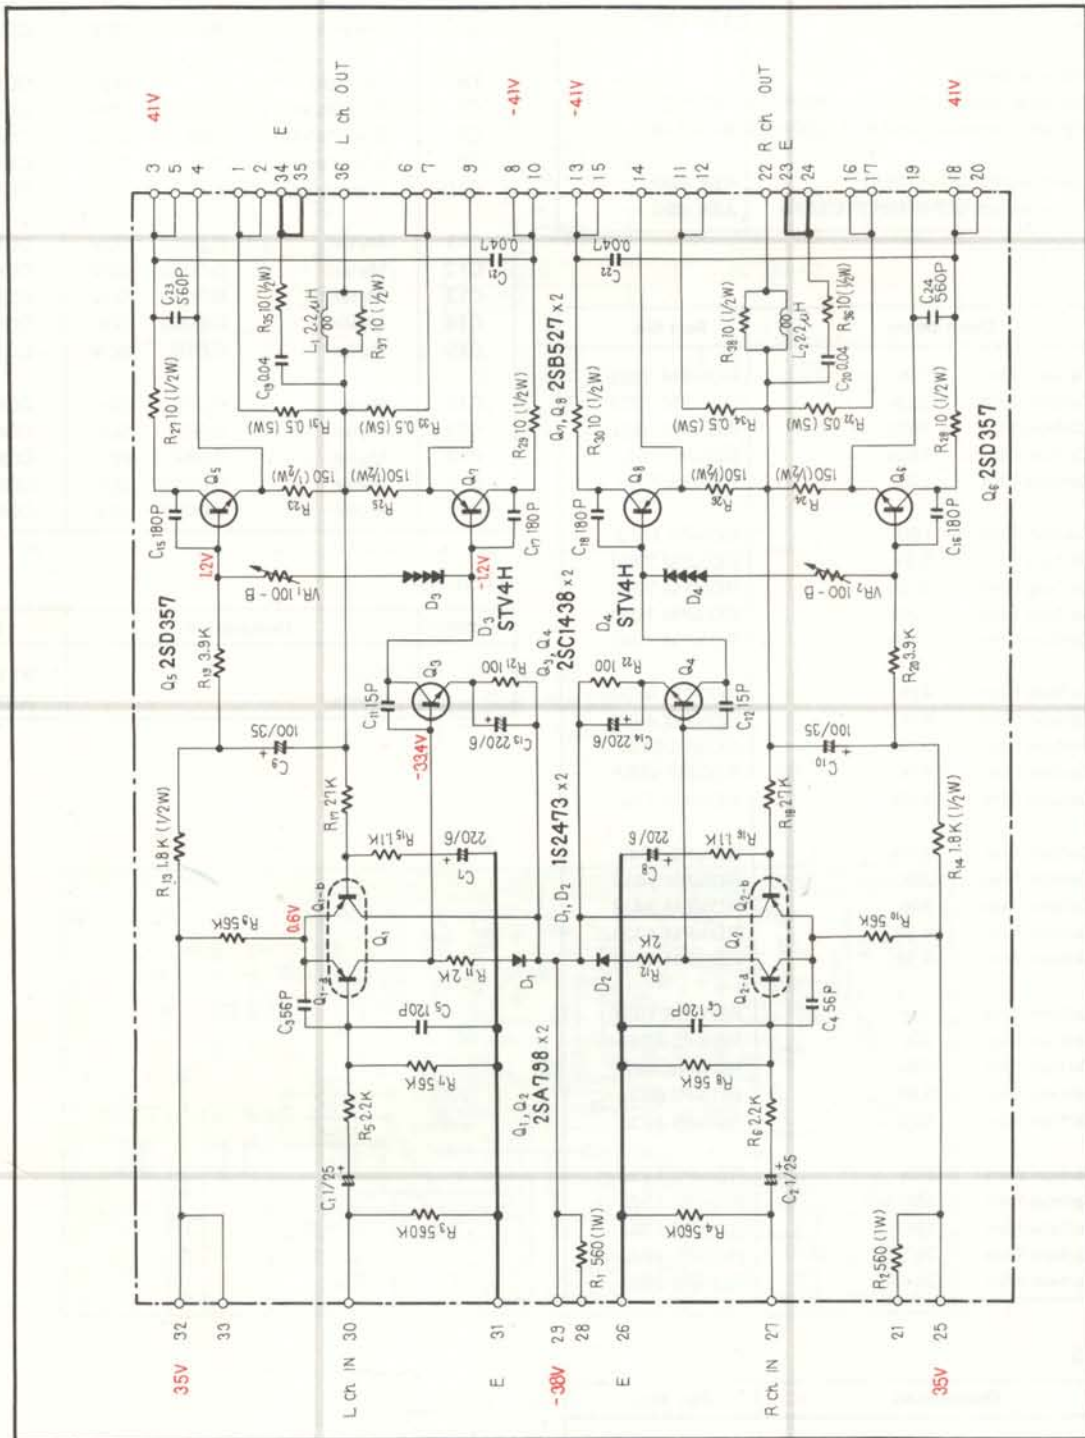 41V
3
5
4
1
2
34
35
E
36 L ch OUT
6
7
9
8
10
-41V
-41V
13
15
14
11
12
22 R ch OUT
23 E
24
16
17
19
18
20
41V
C23 560P
R35 10 (1/2W)
C19 0.04
L1 2.2μH
R37 10 (1/2W)
C21 0.047
C22 0.047
R38 10 (1/2W)
L2 2.2μH
R36 10 (1/2W)
C20 0.04
C24 560P
R27 10 (1/2W)
R31 0.5 (5W)
R33 0.5 (5W)
R29 10 (1/2W)
Q7, Q8 2SB527 x 2
R30 10 (1/2W)
R34 0.5 (5W)
R32 0.5 (5W)
R28 10 (1/2W)
Q5
C15 180P
R23 150 (1/2W)
R25 150 (1/2W)
Q7
C17 180P
Q8
C18 180P
R26 150 (1/2W)
R24 150 (1/2W)
Q6
C16 180P
Q6 2SD357
1.2V
VR1 100-B
D3
-1.2V
D3
STV4H
D4
STV4H
D4
VR2 100-B
Q5 2SD357
R19 3.9K
C11 15P
Q3
R21 100
C13 220/6
Q3, Q4
2SC1438 x 2
R22 100
C14 220/6
Q4
C12 15P
R20 3.9K
C9 100/35
-33.4V
C10 100/35
R13 1.8K (1/2W)
R17 27K
R15 1.1K
C7 220/6
D1, D2 1S2473 x 2
C8 220/6
R16 1.1K
R18 27K
R14 1.8K (1/2W)
R9 56K
0.6V
Q1-b
Q1
Q1-a
R11 2K
D1
D2
R12 2K
Q2-b
Q2
Q2-a
R10 56K
C3 56P
C5 120P
C6 120P
C4 56P
R5 2.2K
R7 56K
Q1, Q2
2SA798 x 2
R8 56K
R6 2.2K
C1 1/25
R3 560K
R1 560 (1W)
R4 560K
C2 1/25
R2 560 (1W)
35V
32
33
L ch IN 30
E 31
-38V
29
28
E 26
R ch IN 27
21
25
35V